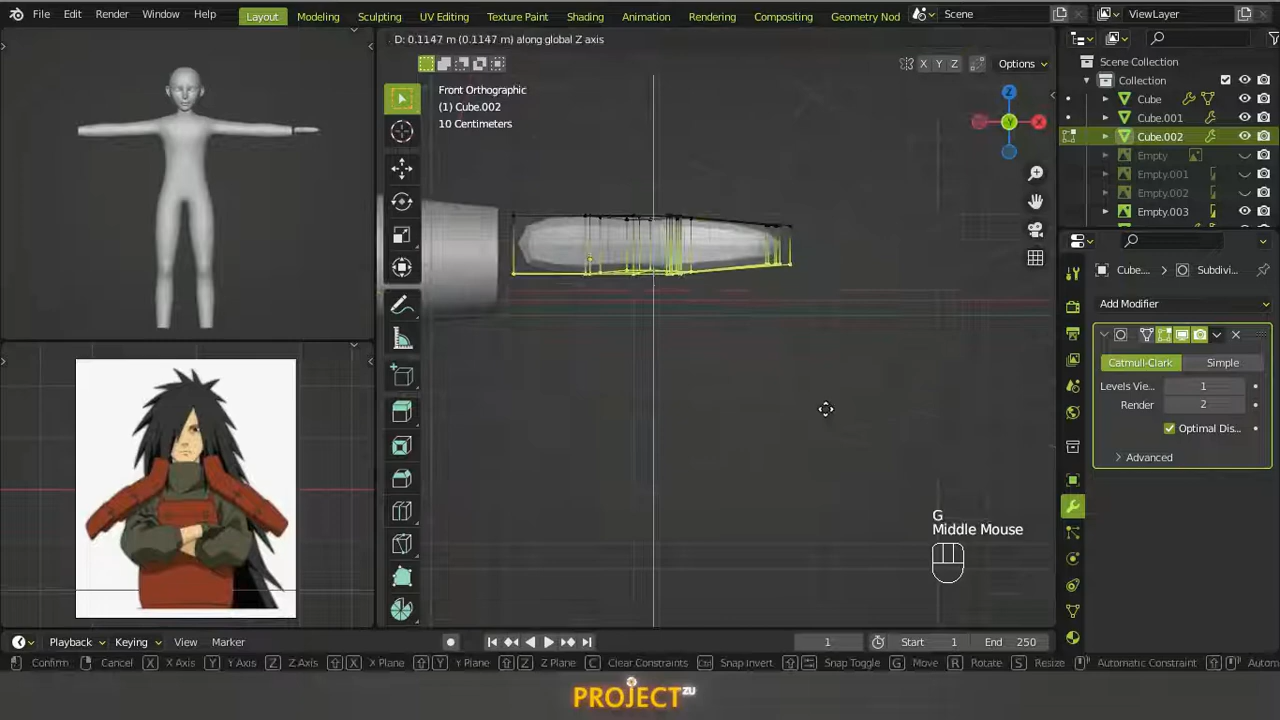 File Edit Render Window Help Layout Modeling Sculpting UV Editing Texture Paint Shading Animation Rendering Compositing Geometry Nod Scene ViewLayer
D: 0.1147 m (0.1147 m) along global Z axis
X Y Z Options
Front Orthographic
(1) Cube.002
10 Centimeters
Z
X
Y
Scene Collection
Collection
Cube
Cube.001
Cube.002
Empty
Empty.001
Empty.002
Empty.003
Cube... Subdivi...
Add Modifier
Catmull-Clark Simple
Levels Vie... 1
Render 2
Optimal Dis...
Advanced
G
Middle Mouse
Playback Keying View Marker 1 Start 1 End 250
Confirm Cancel X X Axis Y Y Axis Z Z Axis X X Plane Y Y Plane Z Z Plane C Clear Constraints Ctrl Snap Invert Snap Toggle G Move R Rotate S Resize Automatic Constraint Autom
PROJECTZU